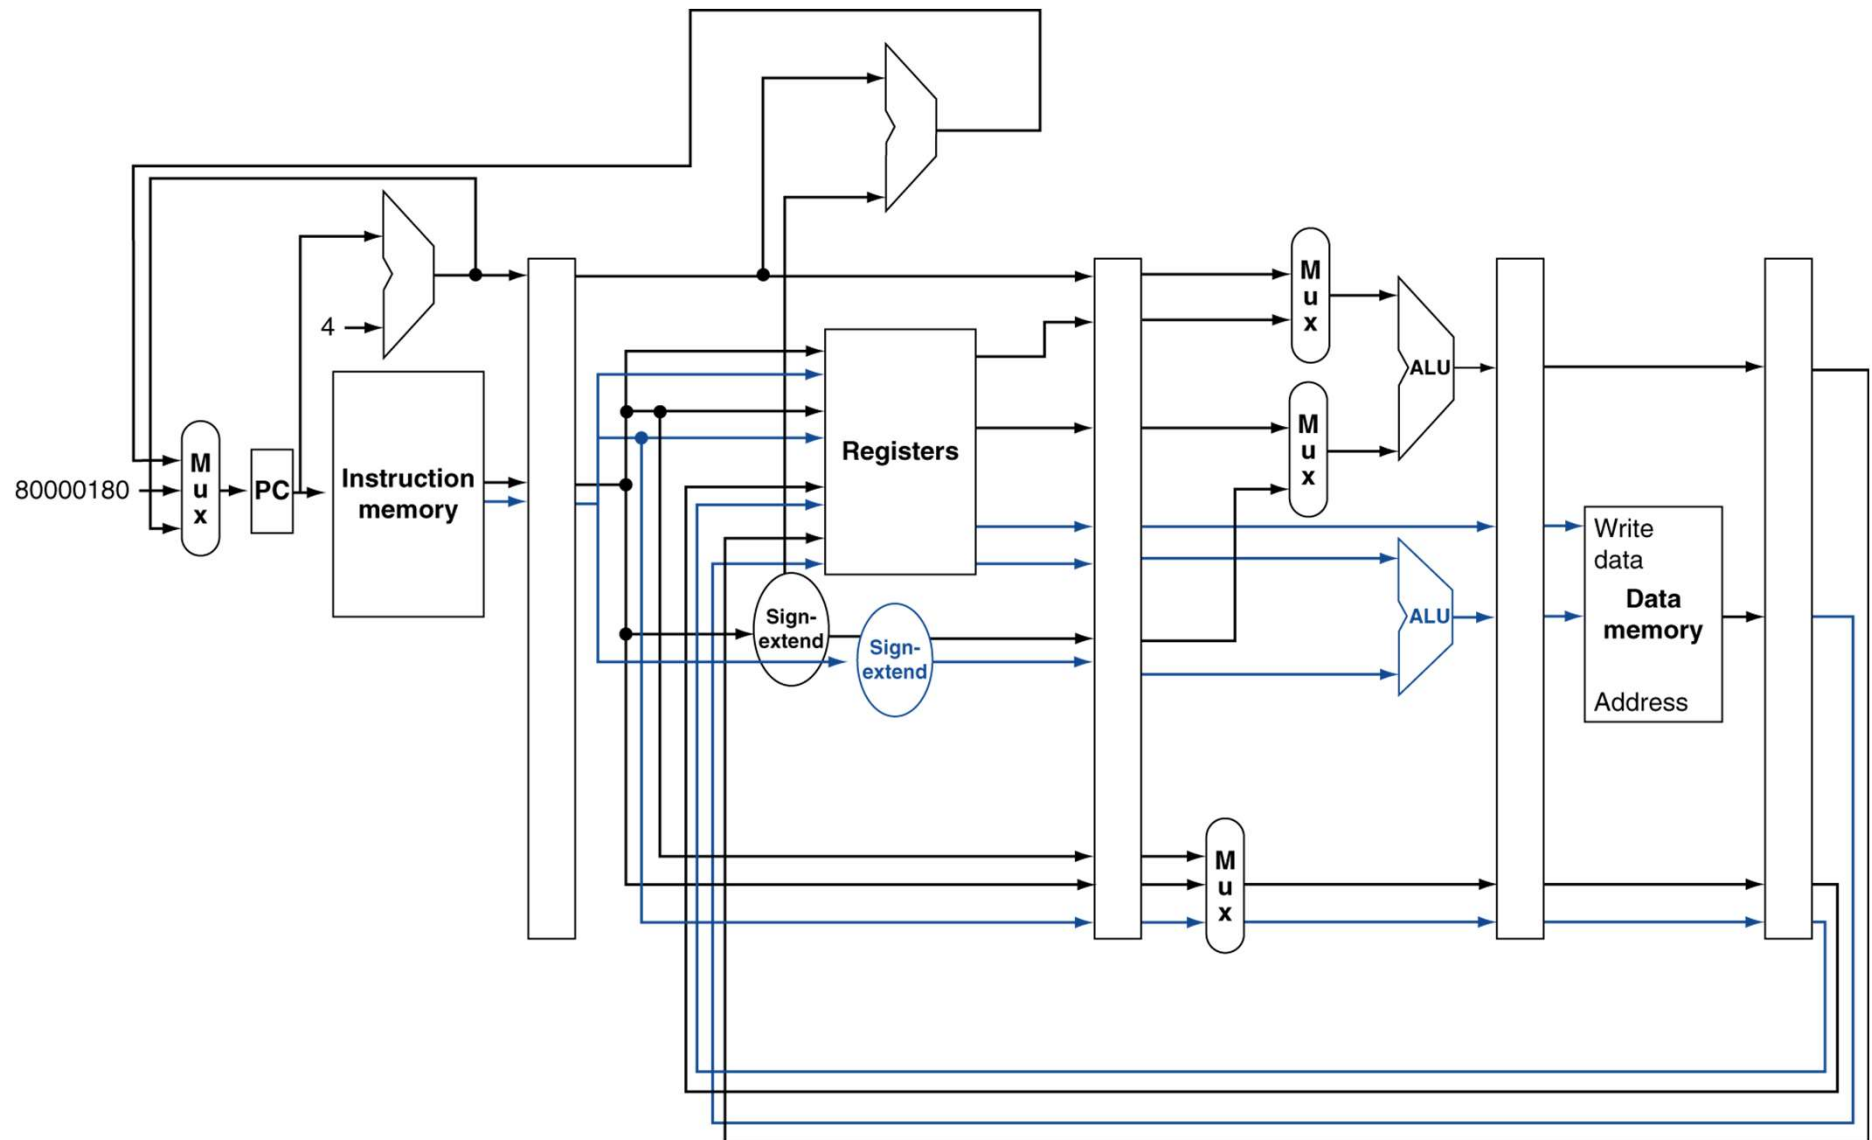 M
u
x
ALU
4
M
u
x
Registers
M
u
x
80000180
PC
Instruction
memory
Sign-
extend
Sign-
extend
ALU
Write
data
Data
memory
Address
M
u
x